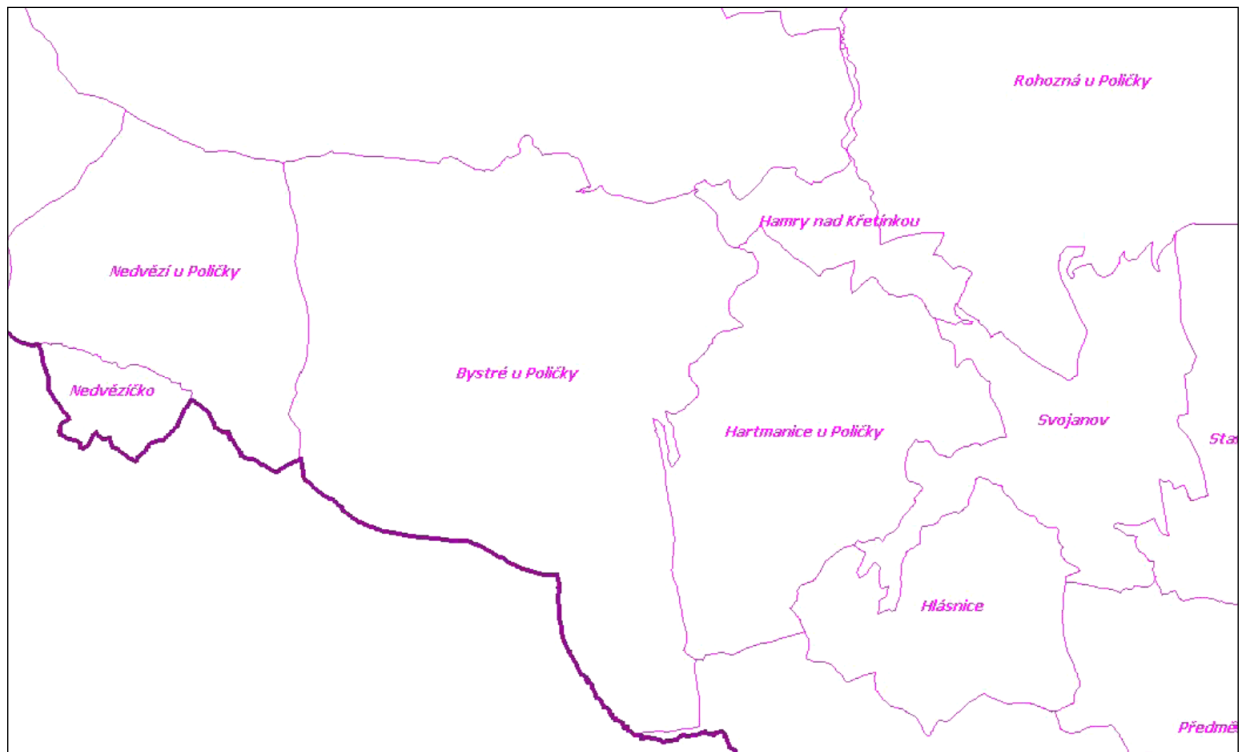 Rohozná u Poličky
Hamry nad Křetínkou
Nedvězí u Poličky
Bystré u Poličky
Nedvězíčko
Svojanov
Hartmanice u Poličky
Hlásnice